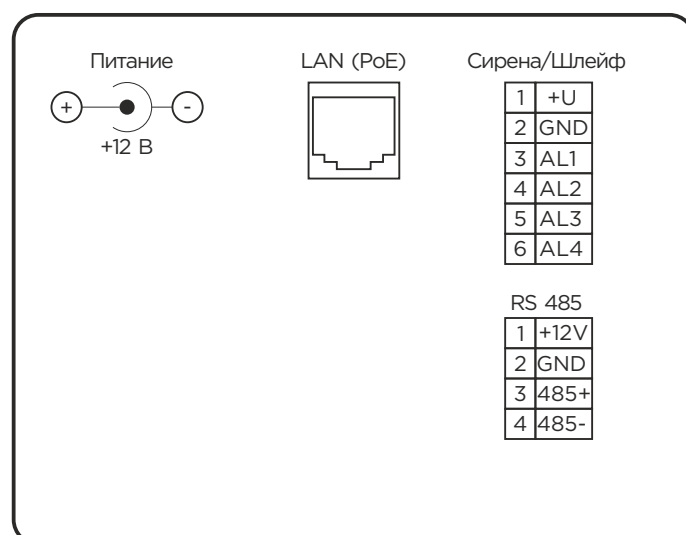 Питание
+ -
+12 В
LAN (PoE)
Сирена/Шлейф
1 +U
2 GND
3 AL1
4 AL2
5 AL3
6 AL4
RS 485
1 +12V
2 GND
3 485+
4 485-